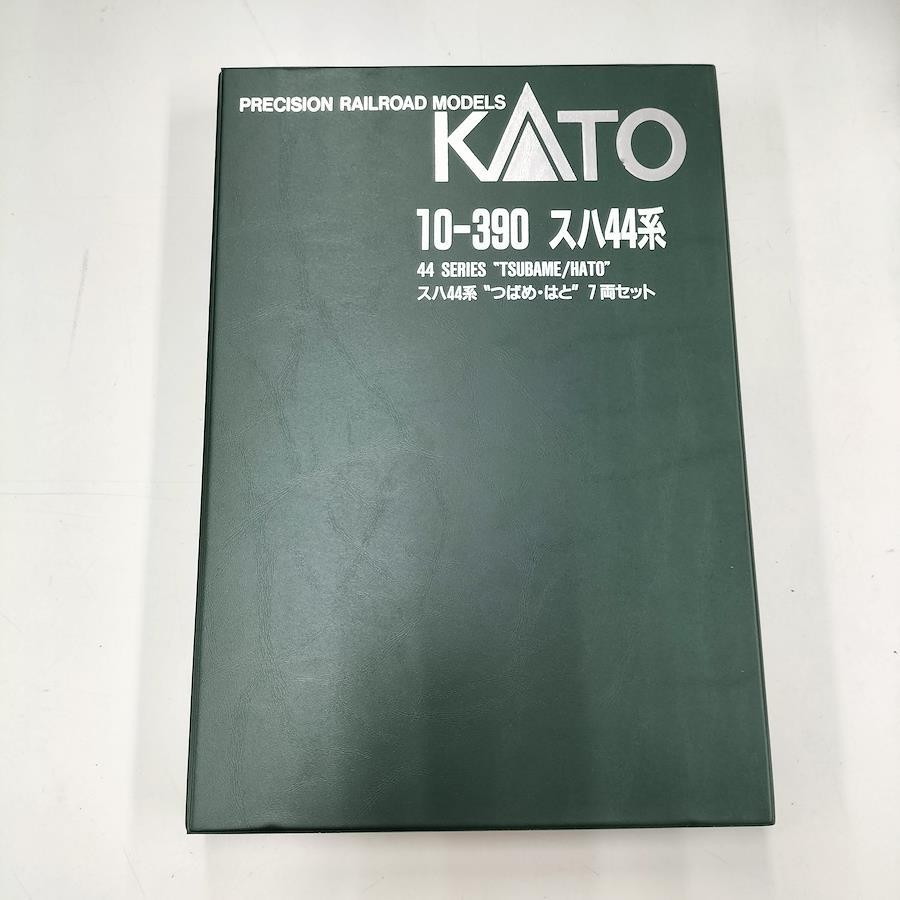 PRECISION RAILROAD MODELS
KATO
10-390 スハ44系
44 SERIES "TSUBAME/HATO"
スハ44系 〝つばめ・はと〟 7両セット